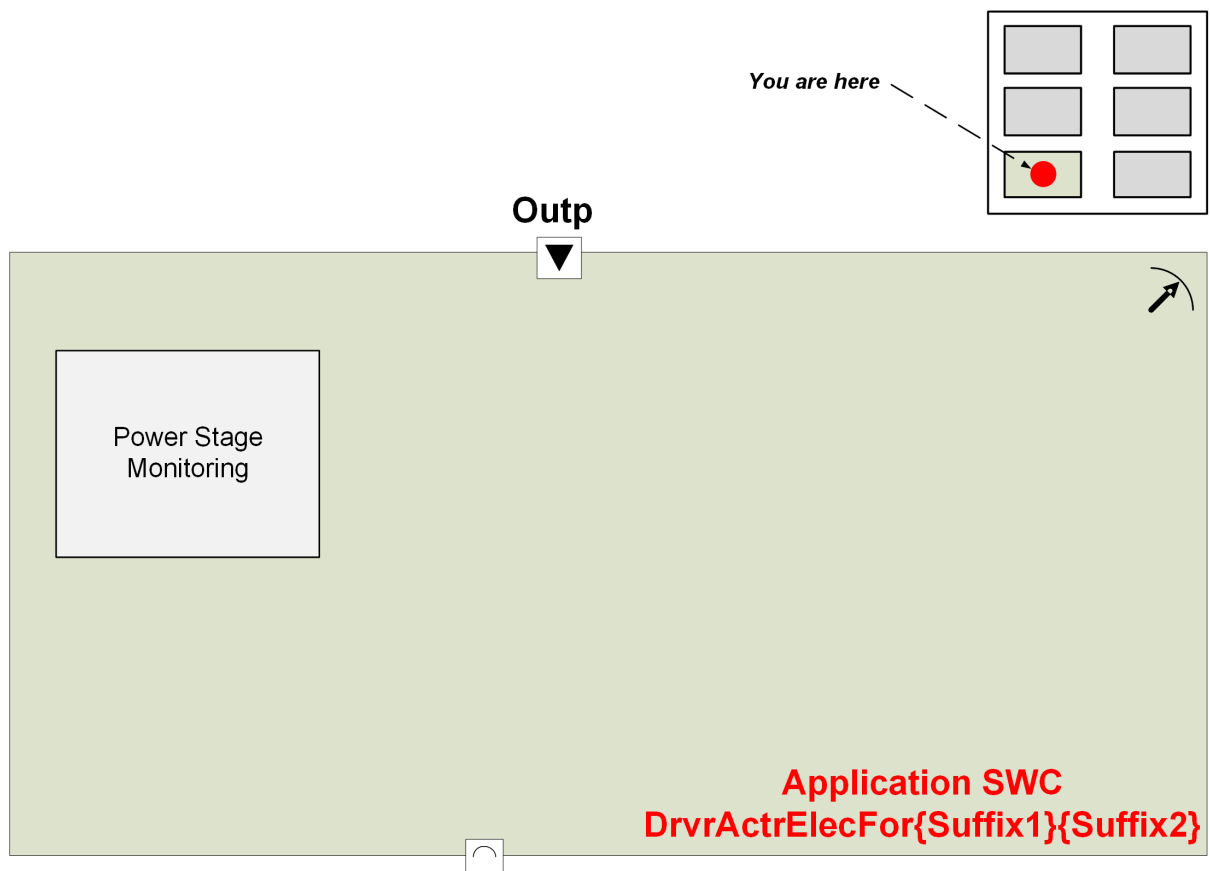 You are here
Outp
Power Stage
Monitoring
Application SWC
DrvrActrElecFor{Suffix1}{Suffix2}